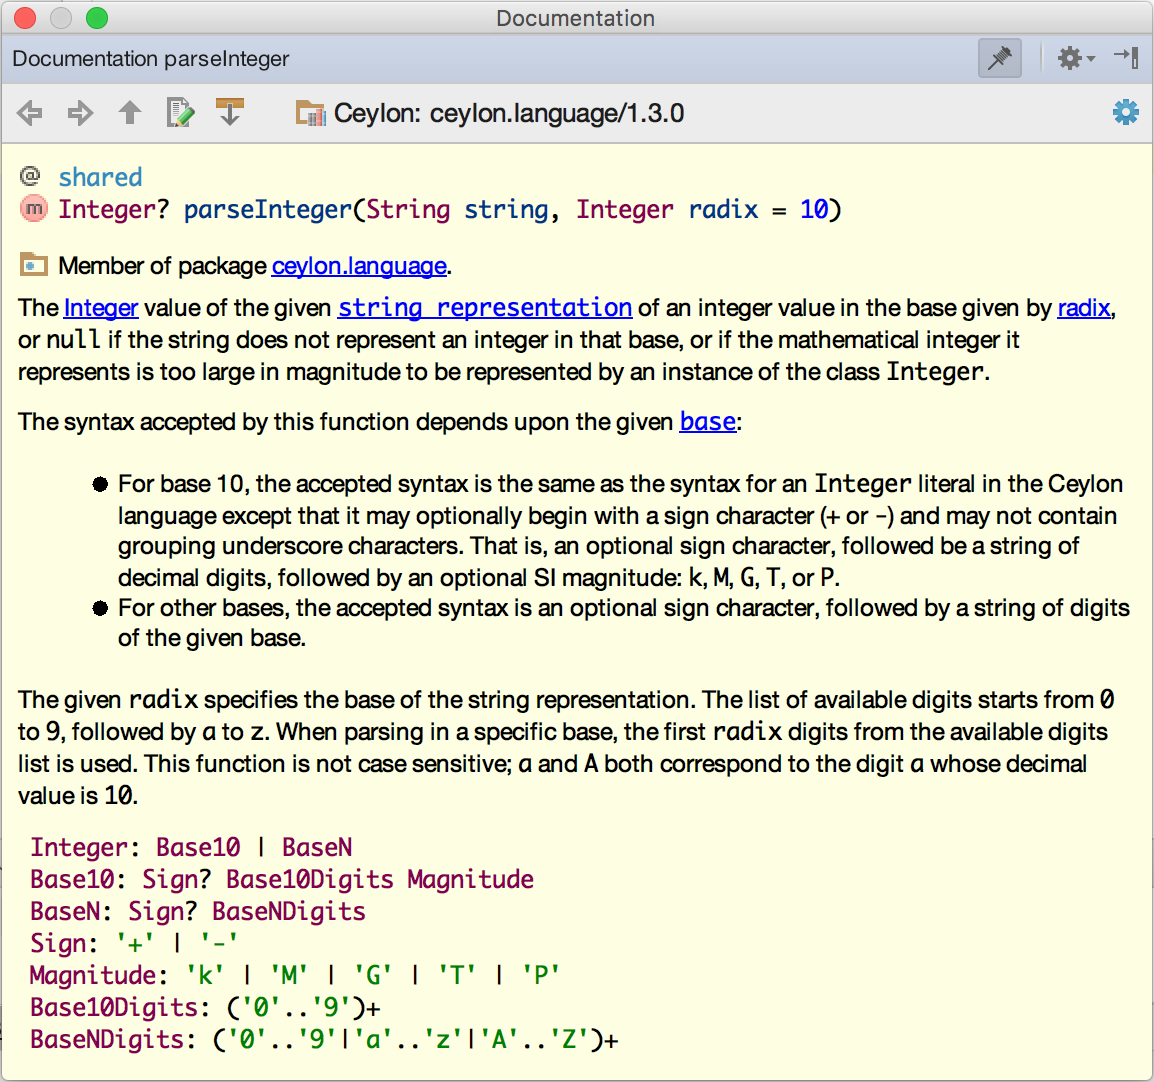 Documentation
Documentation parseInteger
Ceylon: ceylon.language/1.3.0
@ shared
m Integer? parseInteger(String string, Integer radix = 10)
Member of package ceylon.language.
The Integer value of the given string representation of an integer value in the base given by radix,
or null if the string does not represent an integer in that base, or if the mathematical integer it
represents is too large in magnitude to be represented by an instance of the class Integer.
The syntax accepted by this function depends upon the given base:
● For base 10, the accepted syntax is the same as the syntax for an Integer literal in the Ceylon
language except that it may optionally begin with a sign character (+ or -) and may not contain
grouping underscore characters. That is, an optional sign character, followed be a string of
decimal digits, followed by an optional SI magnitude: k, M, G, T, or P.
● For other bases, the accepted syntax is an optional sign character, followed by a string of digits
of the given base.
The given radix specifies the base of the string representation. The list of available digits starts from 0
to 9, followed by a to z. When parsing in a specific base, the first radix digits from the available digits
list is used. This function is not case sensitive; a and A both correspond to the digit a whose decimal
value is 10.
Integer: Base10 | BaseN
Base10: Sign? Base10Digits Magnitude
BaseN: Sign? BaseNDigits
Sign: '+' | '-'
Magnitude: 'k' | 'M' | 'G' | 'T' | 'P'
Base10Digits: ('0'..'9')+
BaseNDigits: ('0'..'9'|'a'..'z'|'A'..'Z')+